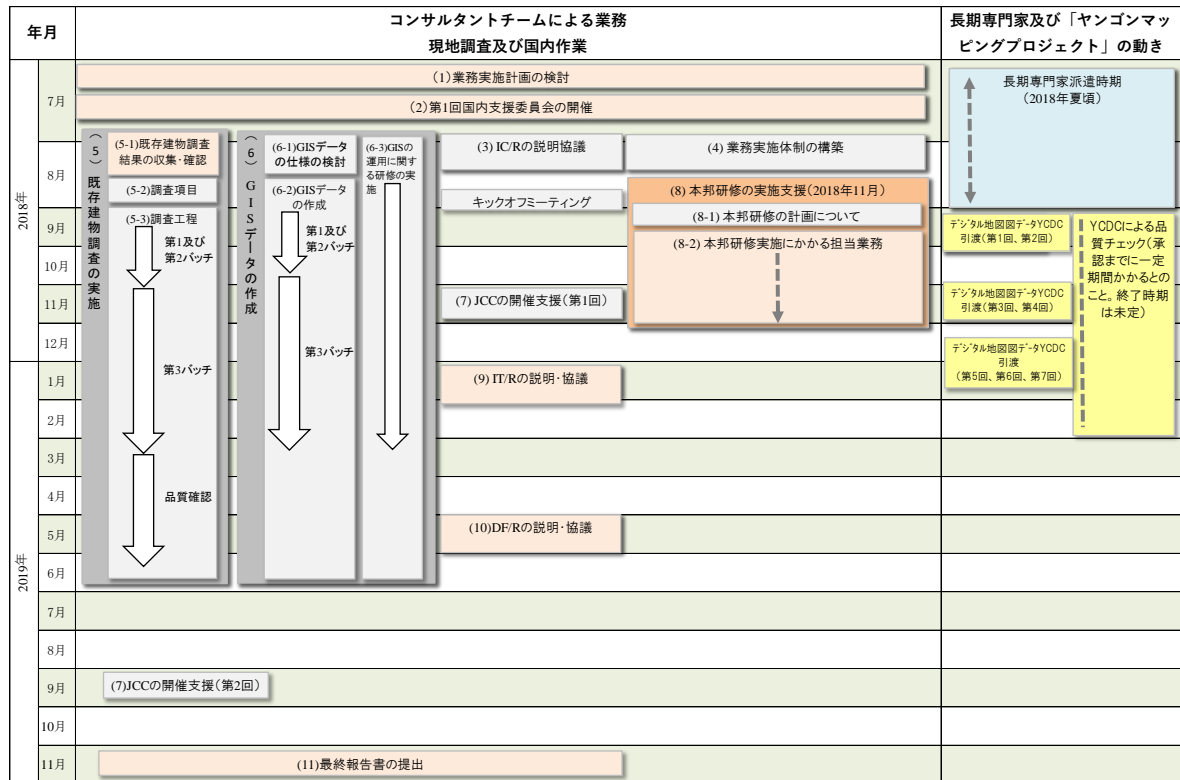 年月
コンサルタントチームによる業務
現地調査及び国内作業
長期専門家及び「ヤンゴンマッ
ピングプロジェクト」の動き
2018年
7月
(1)業務実施計画の検討
(2)第1回国内支援委員会の開催
長期専門家派遣時期
(2018年夏頃)
(5) 既存建物調査の実施
(5-1)既存建物調査
結果の収集・確認
(5-2)調査項目
(5-3)調査工程
第1及び
第2バッチ
第3バッチ
品質確認
(6) GISデータの作成
(6-1)GISデータ
の仕様の検討
(6-2)GISデータ
の作成
第1及び
第2バッチ
第3バッチ
(6-3)GISの
運用に関す
る研修の実
施
8月
(3) IC/Rの説明協議
(4) 業務実施体制の構築
キックオフミーティング
(8) 本邦研修の実施支援(2018年11月)
(8-1) 本邦研修の計画について
(8-2) 本邦研修実施にかかる担当業務
9月
デジタル地図図データYCDC
引渡(第1回、第2回)
YCDCによる品
質チェック(承
認までに一定
期間かかるとの
こと。終了時期
は未定)
10月
11月
(7) JCCの開催支援(第1回)
デジタル地図図データYCDC
引渡(第3回、第4回)
12月
デジタル地図図データYCDC
引渡
(第5回、第6回、第7回)
2019年
1月
(9) IT/Rの説明・協議
2月
3月
4月
5月
(10)DF/Rの説明・協議
6月
7月
8月
9月
(7)JCCの開催支援(第2回)
10月
11月
(11)最終報告書の提出